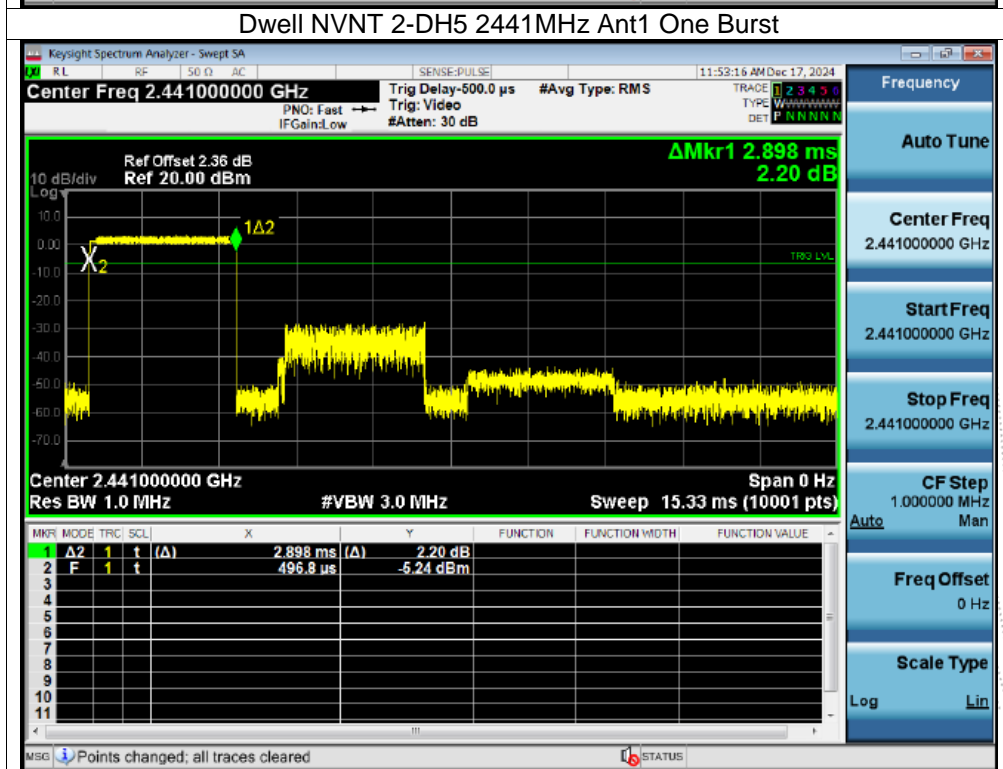 Dwell NVNT 2-DH5 2441MHz Ant1 One Burst
Keysight Spectrum Analyzer - Swept SA
RL RF 50 Ω AC SENSE:PULSE 11:53:16 AM Dec 17, 2024
Center Freq 2.441000000 GHz Trig Delay-500.0 µs #Avg Type: RMS TRACE 1 2 3 4 5 6
PNO: Fast Trig: Video TYPE WWWWWW
IFGain:Low #Atten: 30 dB DET P N N N N N
Frequency
Auto Tune
Center Freq
2.441000000 GHz
Start Freq
2.441000000 GHz
Stop Freq
2.441000000 GHz
CF Step
1.000000 MHz
Auto Man
Freq Offset
0 Hz
Scale Type
Log Lin
ΔMkr1 2.898 ms
2.20 dB
Ref Offset 2.36 dB
10 dB/div Ref 20.00 dBm
Log
10.0
0.00
-10.0
-20.0
-30.0
-40.0
-50.0
-60.0
-70.0
1Δ2
X2
TRIG LVL
Center 2.441000000 GHz Span 0 Hz
Res BW 1.0 MHz #VBW 3.0 MHz Sweep 15.33 ms (10001 pts)
MKR MODE TRC SCL X Y FUNCTION FUNCTION WIDTH FUNCTION VALUE
1 Δ2 1 t (Δ) 2.898 ms (Δ) 2.20 dB
2 F 1 t 496.8 µs -5.24 dBm
3
4
5
6
7
8
9
10
11
MSG Points changed; all traces cleared STATUS